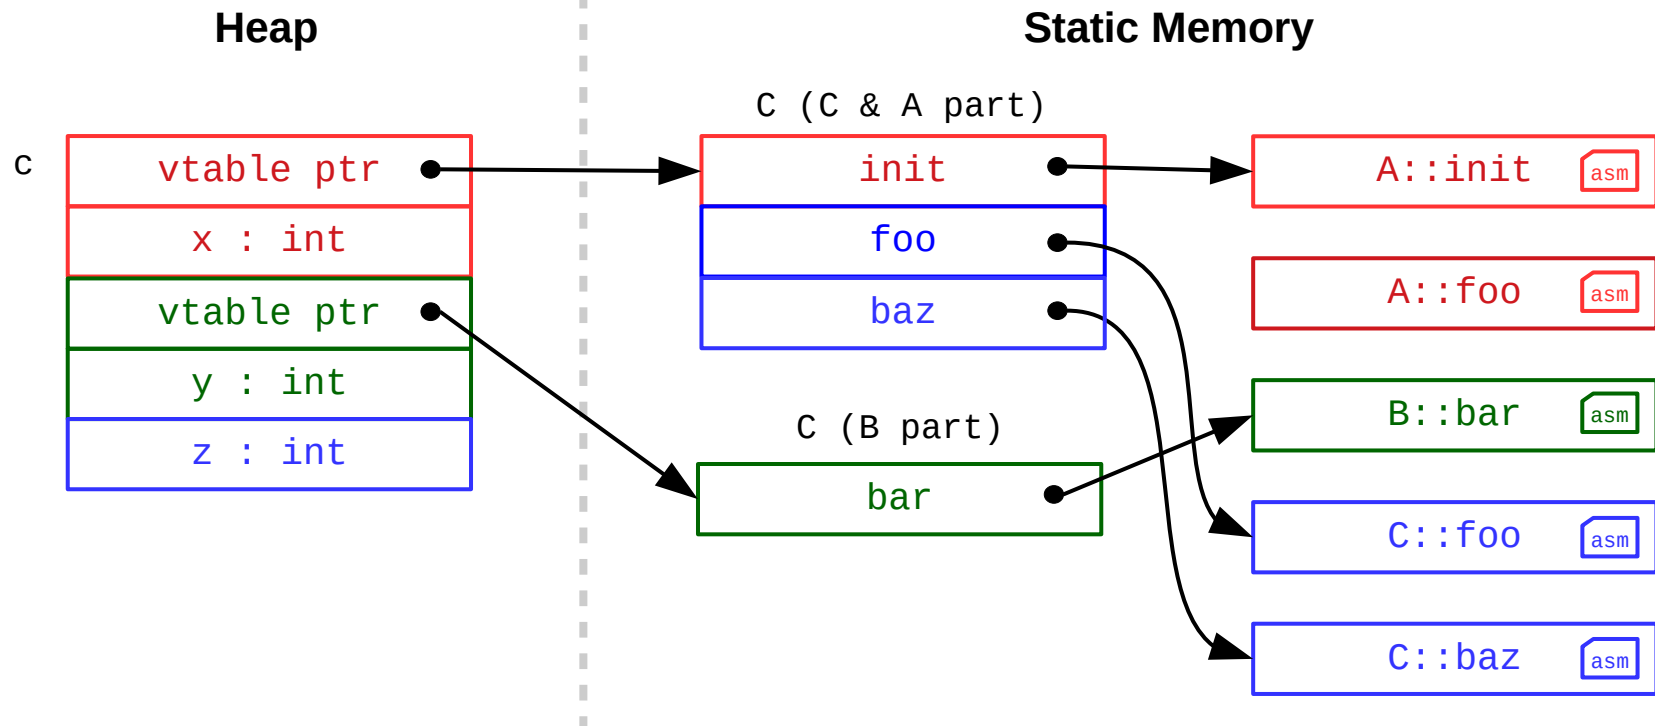 Heap
Static Memory
C (C & A part)
c
vtable ptr
x : int
vtable ptr
y : int
z : int
init
foo
baz
C (B part)
bar
A::init asm
A::foo asm
B::bar asm
C::foo asm
C::baz asm